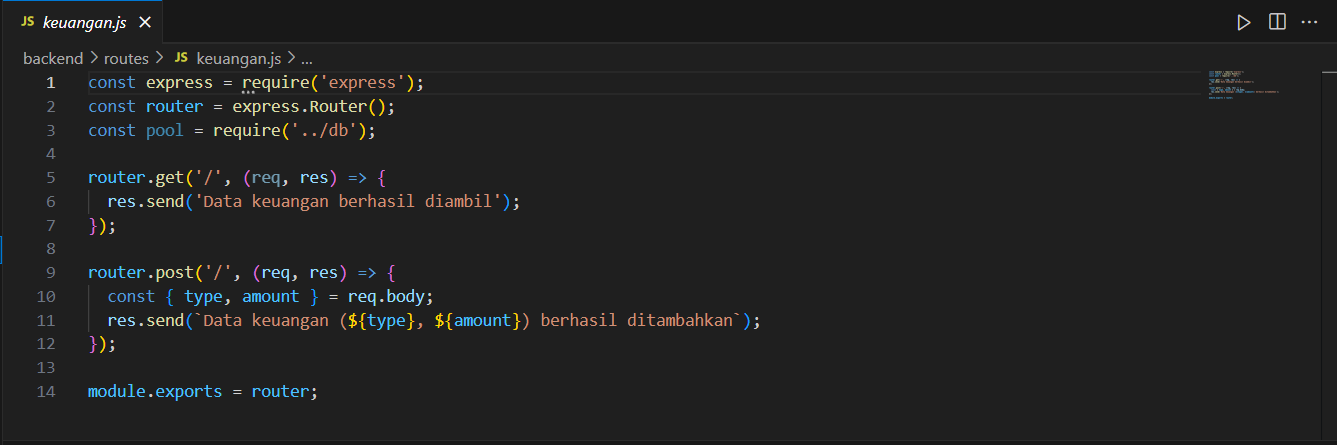 JS keuangan.js ×
backend > routes > JS keuangan.js > ...
1 const express = require('express');
2 const router = express.Router();
3 const pool = require('../db');
4
5 router.get('/', (req, res) => {
6   res.send('Data keuangan berhasil diambil');
7 });
8
9 router.post('/', (req, res) => {
10   const { type, amount } = req.body;
11   res.send(`Data keuangan (${type}, ${amount}) berhasil ditambahkan`);
12 });
13
14 module.exports = router;